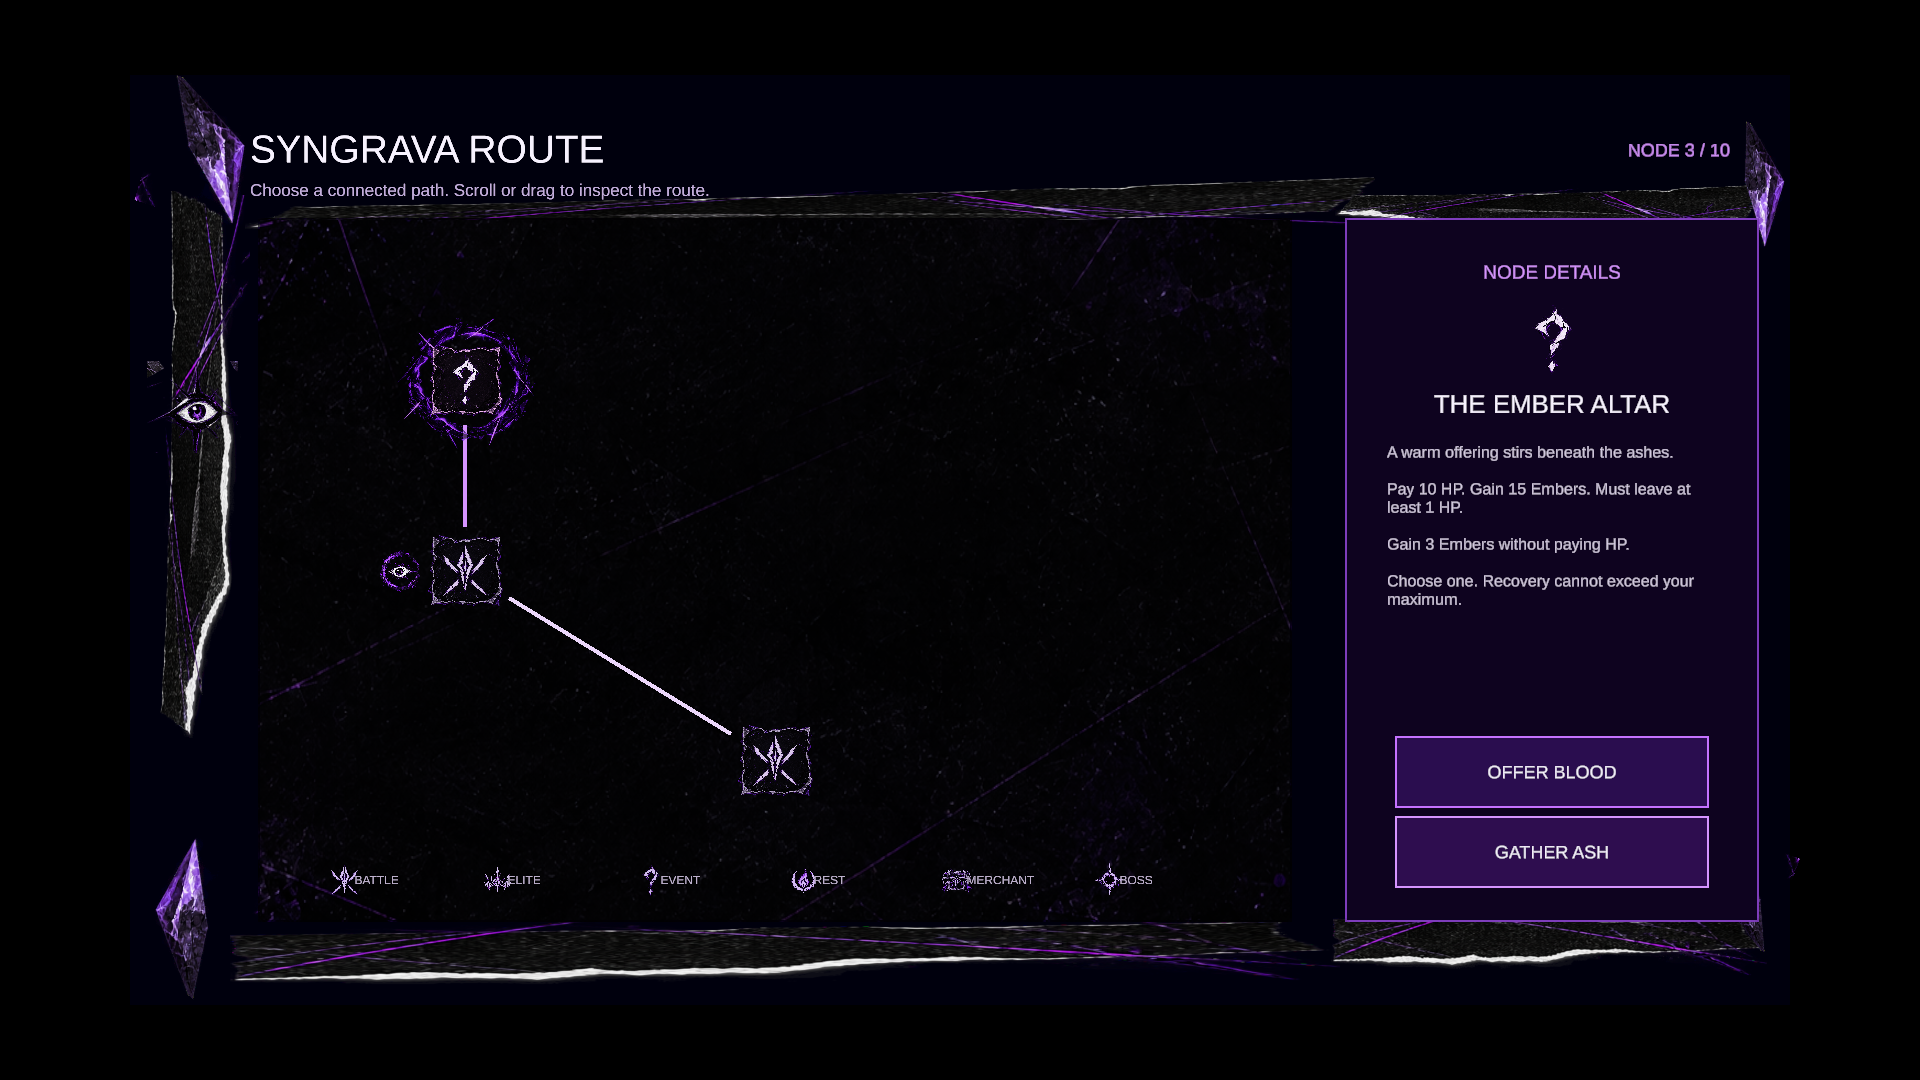 SYNGRAVA ROUTE
Choose a connected path. Scroll or drag to inspect the route.
NODE 3 / 10
NODE DETAILS
THE EMBER ALTAR
A warm offering stirs beneath the ashes.
Pay 10 HP. Gain 15 Embers. Must leave at
least 1 HP.
Gain 3 Embers without paying HP.
Choose one. Recovery cannot exceed your
maximum.
OFFER BLOOD
GATHER ASH
BATTLE
ELITE
EVENT
REST
MERCHANT
BOSS